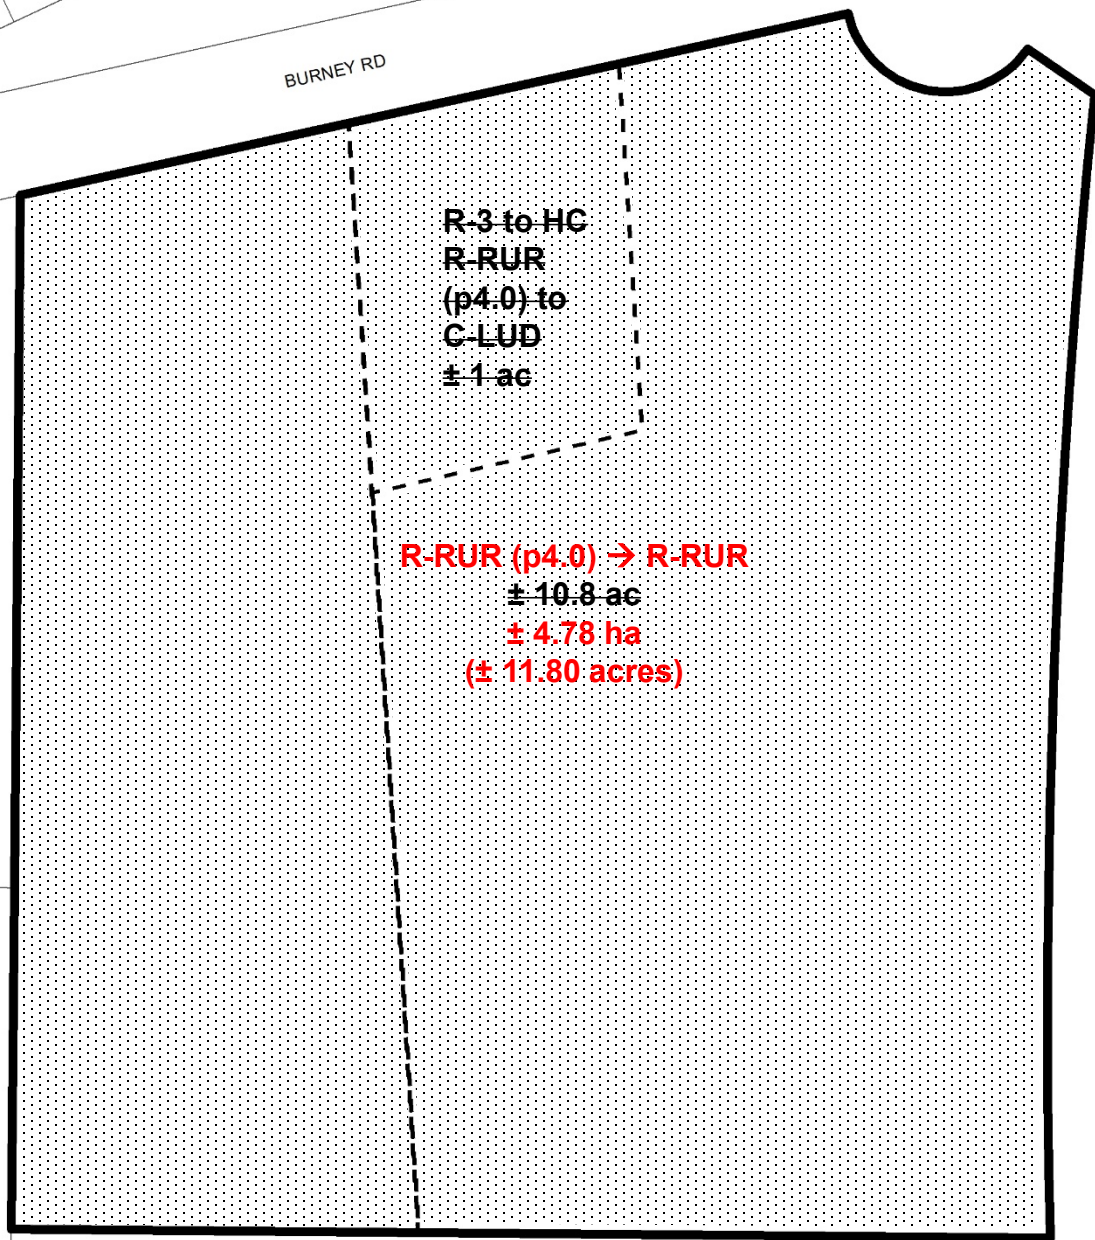 BURNEY RD
R-3 to HC
R-RUR
(p4.0) to
C-LUD
± 1 ac
R-RUR (p4.0) → R-RUR
± 10.8 ac
± 4.78 ha
(± 11.80 acres)